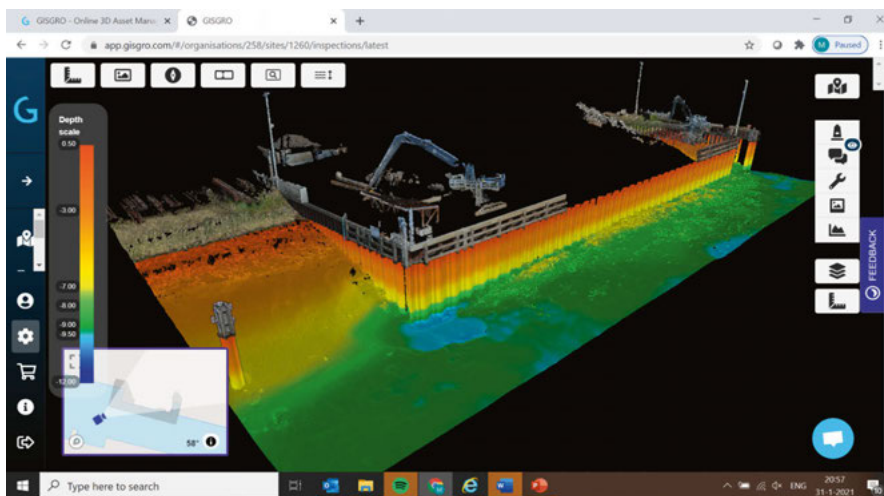 GISGRO - Online 3D Asset Mana
GISGRO
app.gisgro.com/#/organisations/258/sites/1260/inspections/latest
M Paused
G
Depth
scale
0.50
-3.00
-7.00
-8.00
-9.00
-9.50
-12.00
58°
FEEDBACK
Type here to search
ENG
20:57
31-1-2021